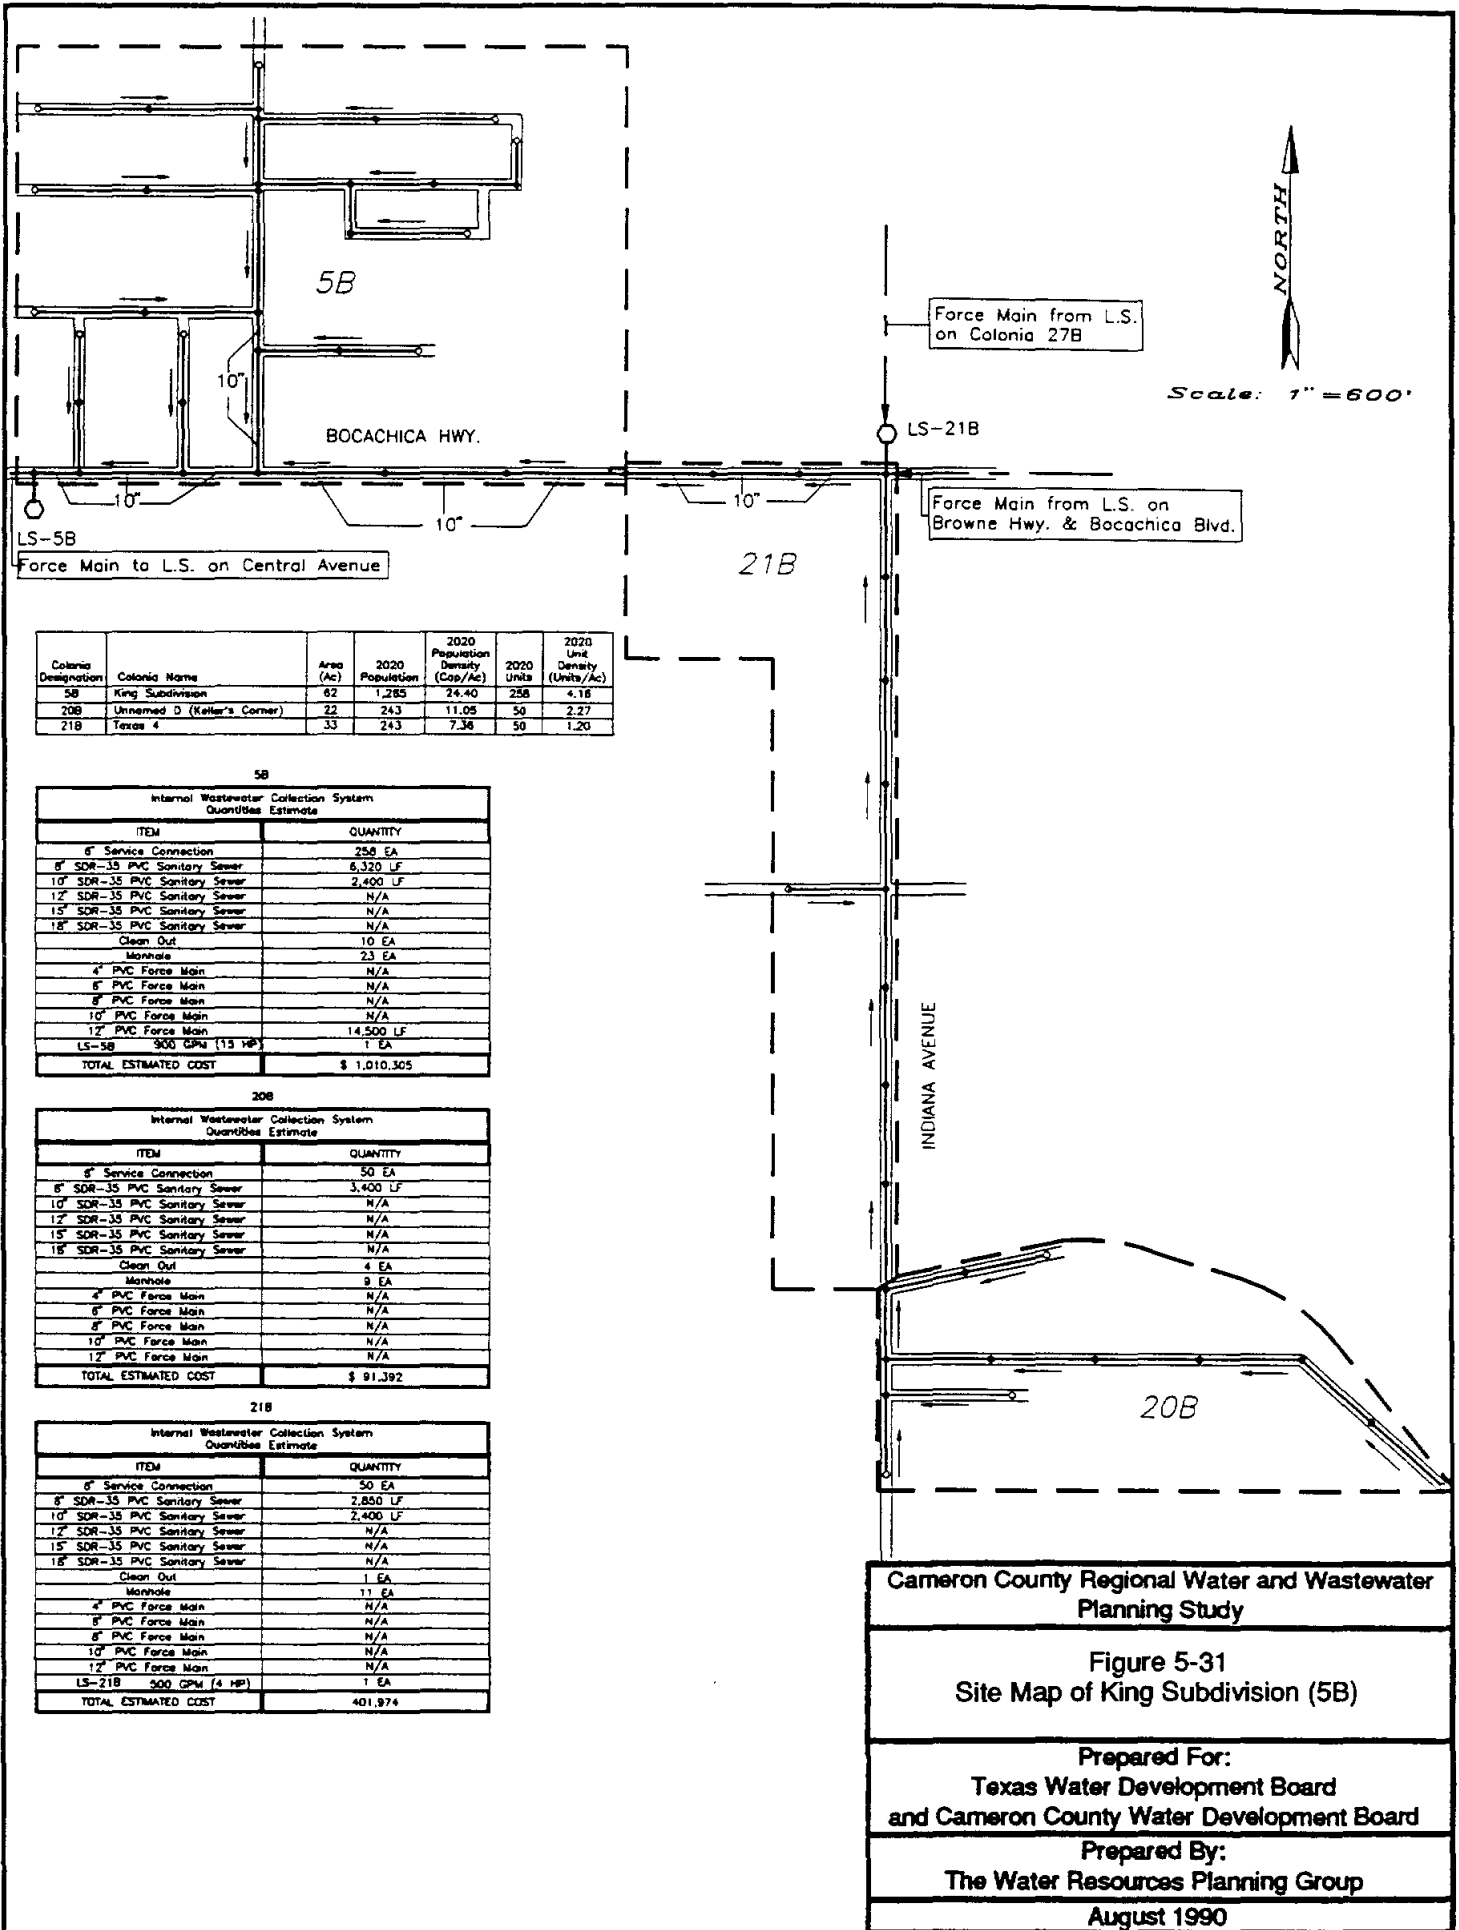 5B
10"
BOCACHICA HWY.
10"
10"
10"
LS-5B
Force Main to L.S. on Central Avenue
NORTH
Scale: 1"=600'
Force Main from L.S.
on Colonia 27B
LS-21B
Force Main from L.S. on
Browne Hwy. & Bocachica Blvd.
21B
INDIANA AVENUE
20B
Colonia Designation Colonia Name Area (Ac) 2020 Population 2020 Population Density (Cap/Ac) 2020 Units 2020 Unit Density (Units/Ac)
5B King Subdivision 62 1,265 24.40 258 4.16
20B Unnamed D (Keller's Corner) 22 243 11.05 50 2.27
21B Texas 4 33 243 7.36 50 1.20
5B
Internal Wastewater Collection System
Quantities Estimate
ITEM QUANTITY
6" Service Connection 258 EA
8" SDR-35 PVC Sanitary Sewer 6,320 LF
10" SDR-35 PVC Sanitary Sewer 2,400 LF
12" SDR-35 PVC Sanitary Sewer N/A
15" SDR-35 PVC Sanitary Sewer N/A
18" SDR-35 PVC Sanitary Sewer N/A
Clean Out 10 EA
Manhole 23 EA
4" PVC Force Main N/A
6" PVC Force Main N/A
8" PVC Force Main N/A
10" PVC Force Main N/A
12" PVC Force Main 14,500 LF
LS-5B 900 GPM (15 HP) 1 EA
TOTAL ESTIMATED COST $ 1,010,305
20B
Internal Wastewater Collection System
Quantities Estimate
ITEM QUANTITY
6" Service Connection 50 EA
8" SDR-35 PVC Sanitary Sewer 3,400 LF
10" SDR-35 PVC Sanitary Sewer N/A
12" SDR-35 PVC Sanitary Sewer N/A
15" SDR-35 PVC Sanitary Sewer N/A
18" SDR-35 PVC Sanitary Sewer N/A
Clean Out 4 EA
Manhole 9 EA
4" PVC Force Main N/A
6" PVC Force Main N/A
8" PVC Force Main N/A
10" PVC Force Main N/A
12" PVC Force Main N/A
TOTAL ESTIMATED COST $ 91,392
21B
Internal Wastewater Collection System
Quantities Estimate
ITEM QUANTITY
6" Service Connection 50 EA
8" SDR-35 PVC Sanitary Sewer 2,850 LF
10" SDR-35 PVC Sanitary Sewer 2,400 LF
12" SDR-35 PVC Sanitary Sewer N/A
15" SDR-35 PVC Sanitary Sewer N/A
18" SDR-35 PVC Sanitary Sewer N/A
Clean Out 1 EA
Manhole 11 EA
4" PVC Force Main N/A
6" PVC Force Main N/A
8" PVC Force Main N/A
10" PVC Force Main N/A
12" PVC Force Main N/A
LS-21B 500 GPM (4 HP) 1 EA
TOTAL ESTIMATED COST 401,974
Cameron County Regional Water and Wastewater
Planning Study
Figure 5-31
Site Map of King Subdivision (5B)
Prepared For:
Texas Water Development Board
and Cameron County Water Development Board
Prepared By:
The Water Resources Planning Group
August 1990